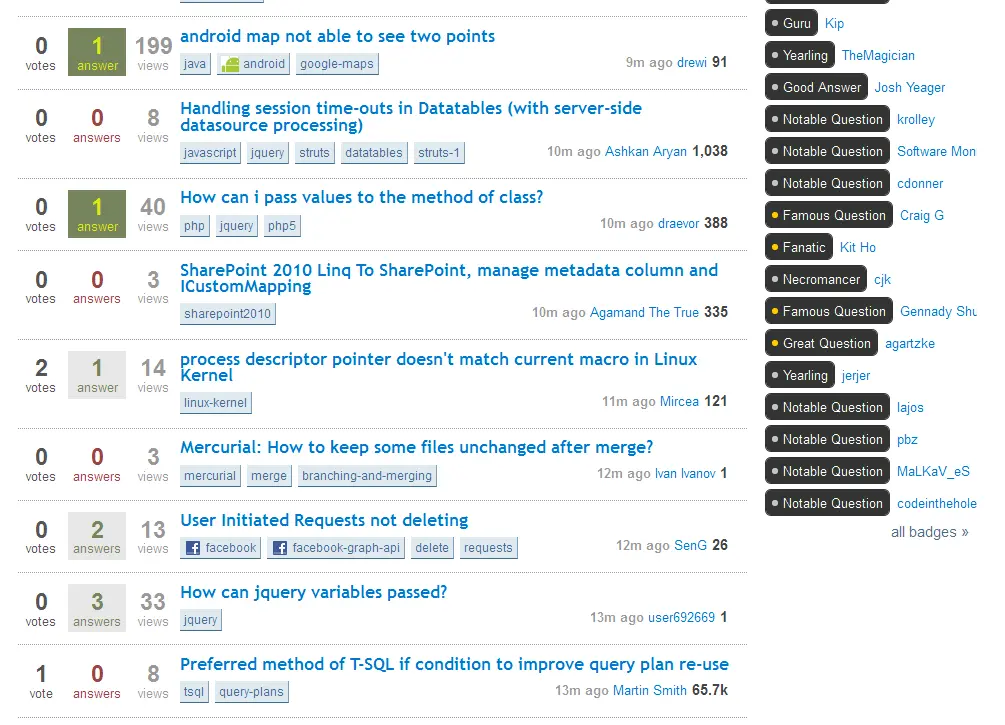 0 1 199 android map not able to see two points
votes answer views java android google-maps 9m ago drewi 91
0 0 8 Handling session time-outs in Datatables (with server-side
votes answers views datasource processing)
javascript jquery struts datatables struts-1 10m ago Ashkan Aryan 1,038
0 1 40 How can i pass values to the method of class?
votes answer views php jquery php5 10m ago draevor 388
0 0 3 SharePoint 2010 Linq To SharePoint, manage metadata column and
votes answers views ICustomMapping
sharepoint2010 10m ago Agamand The True 335
2 1 14 process descriptor pointer doesn't match current macro in Linux
votes answer views Kernel
linux-kernel 11m ago Mircea 121
0 0 3 Mercurial: How to keep some files unchanged after merge?
votes answers views mercurial merge branching-and-merging 12m ago Ivan Ivanov 1
0 2 13 User Initiated Requests not deleting
votes answers views facebook facebook-graph-api delete requests 12m ago SenG 26
0 3 33 How can jquery variables passed?
votes answers views jquery 13m ago user692669 1
1 0 8 Preferred method of T-SQL if condition to improve query plan re-use
vote answers views tsql query-plans 13m ago Martin Smith 65.7k
Guru Kip
Yearling TheMagician
Good Answer Josh Yeager
Notable Question krolley
Notable Question Software Mon
Notable Question cdonner
Famous Question Craig G
Fanatic Kit Ho
Necromancer cjk
Famous Question Gennady Shu
Great Question agartzke
Yearling jerjer
Notable Question lajos
Notable Question pbz
Notable Question MaLKaV_eS
Notable Question codeinthehole
all badges »